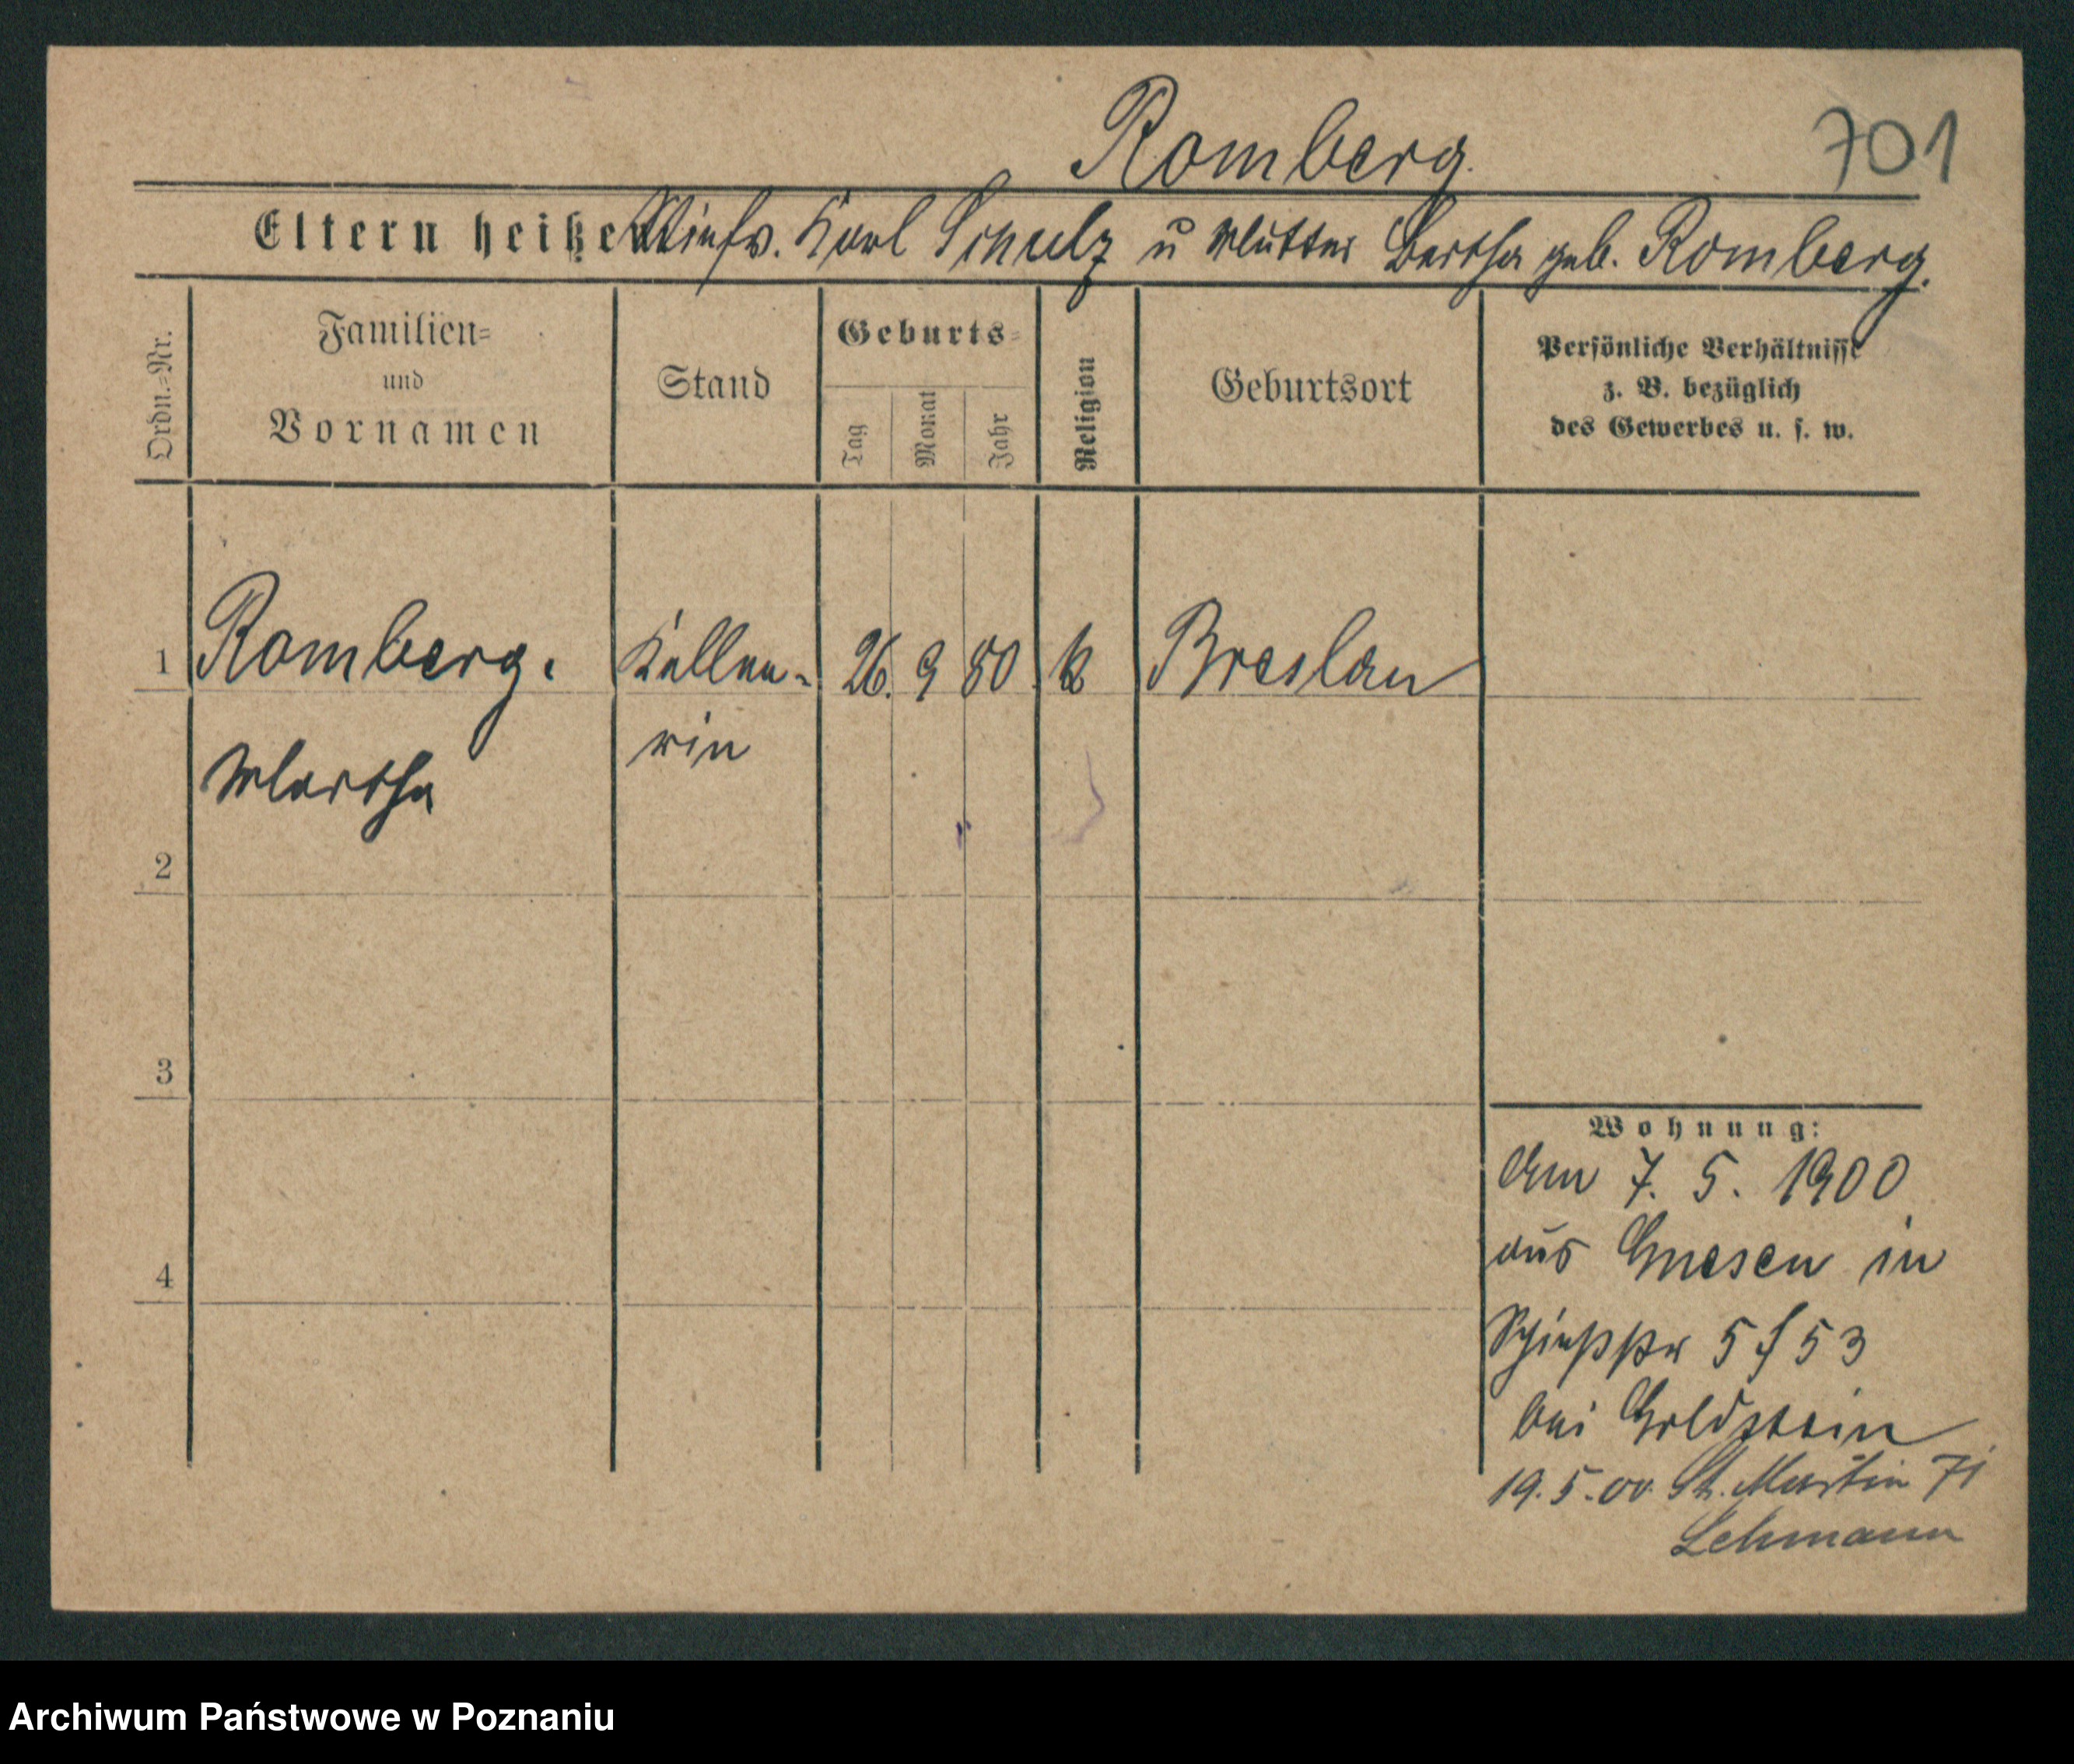 Romberg.
701
Eltern heißen Stiefv. Karl Schulz u Mutter Bertha geb. Romberg.
Ordn.=Nr.
Familien=
und
Vornamen
Stand
Geburts=
Tag
Monat
Jahr
Religion
Geburtsort
Persönliche Verhältnisse
z. B. bezüglich
des Gewerbes u. s. w.
1 Romberg. Kellne- 26. 9 80 k Breslau
Martha rin
2
3
4
Wohnung:
Am 7. 5. 1900
aus Gnesen in
Schießstr 5 / 53
bei Goldstein
19. 5. 00 St. Martin 71
Lehmann
Archiwum Państwowe w Poznaniu